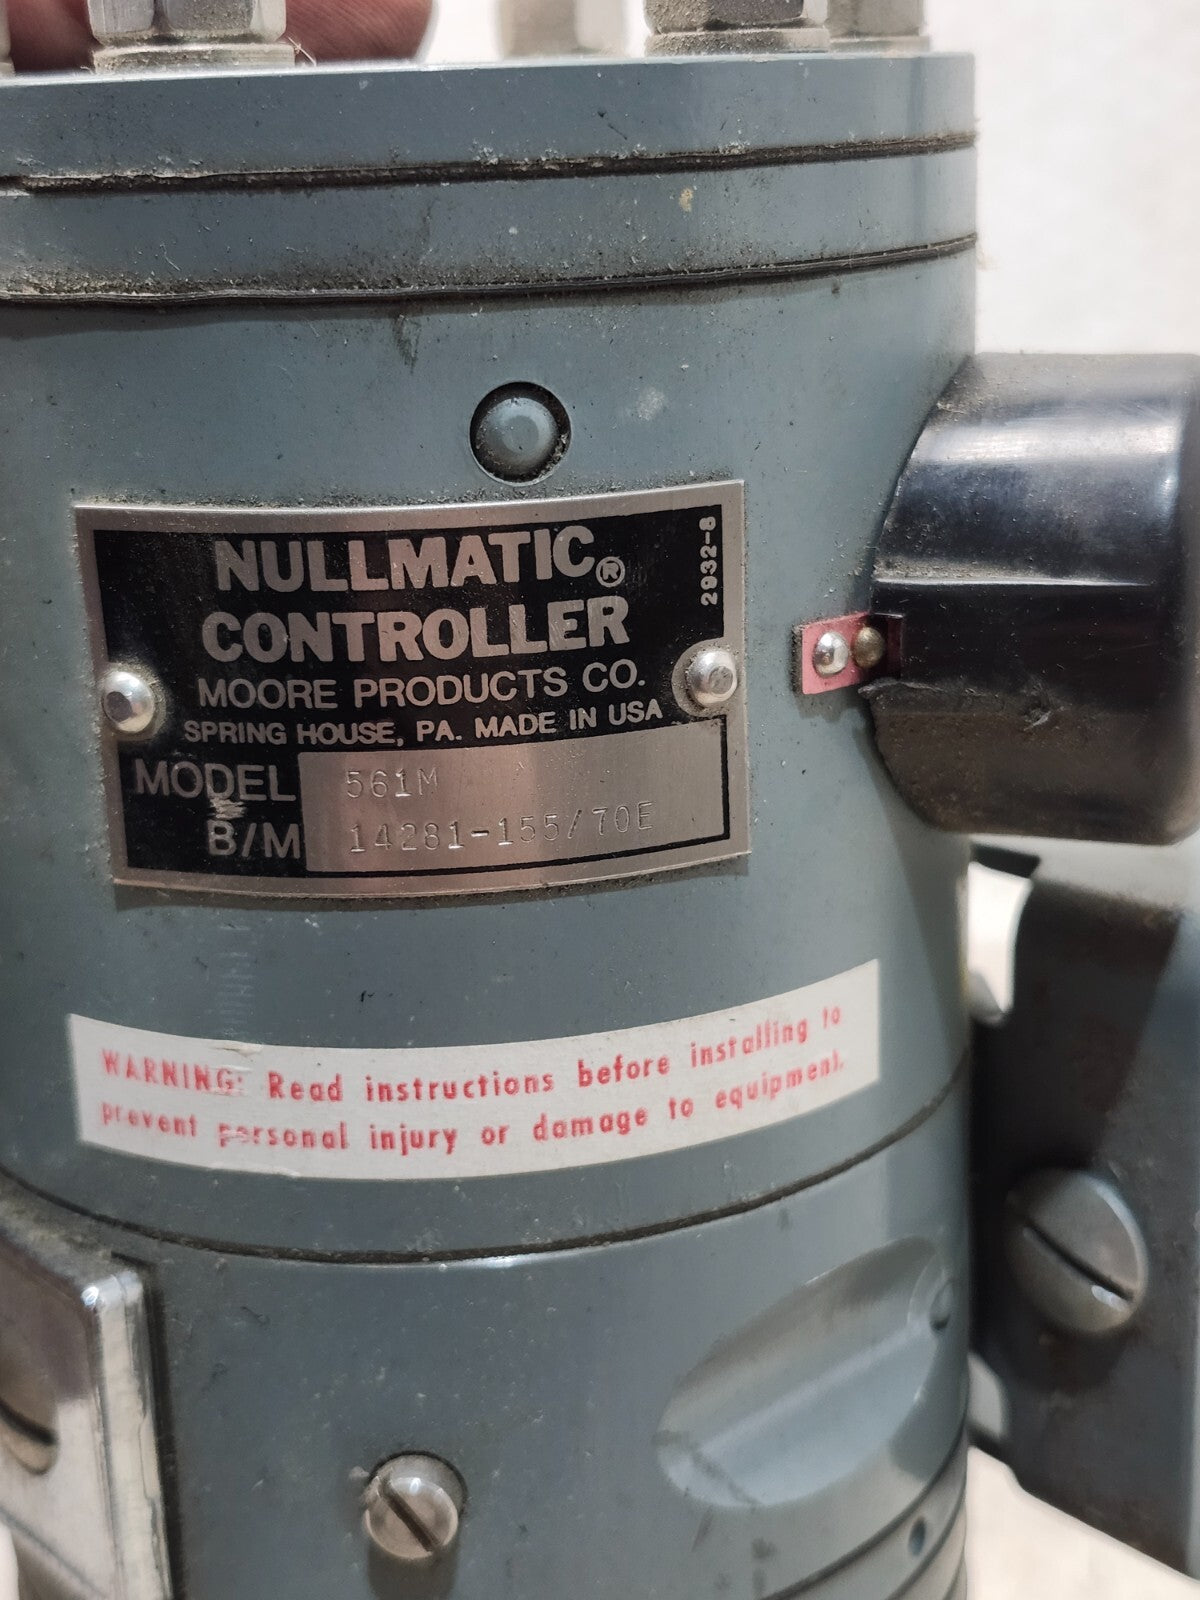 NULLMATIC®
CONTROLLER
MOORE PRODUCTS CO.
SPRING HOUSE, PA. MADE IN USA
2932-8
MODEL 561M
B/M 14281-155/70E
WARNING: Read instructions before installing to
prevent personal injury or damage to equipment.